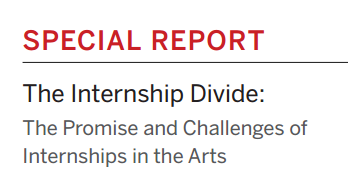 SPECIAL REPORT
The Internship Divide:
The Promise and Challenges of
Internships in the Arts